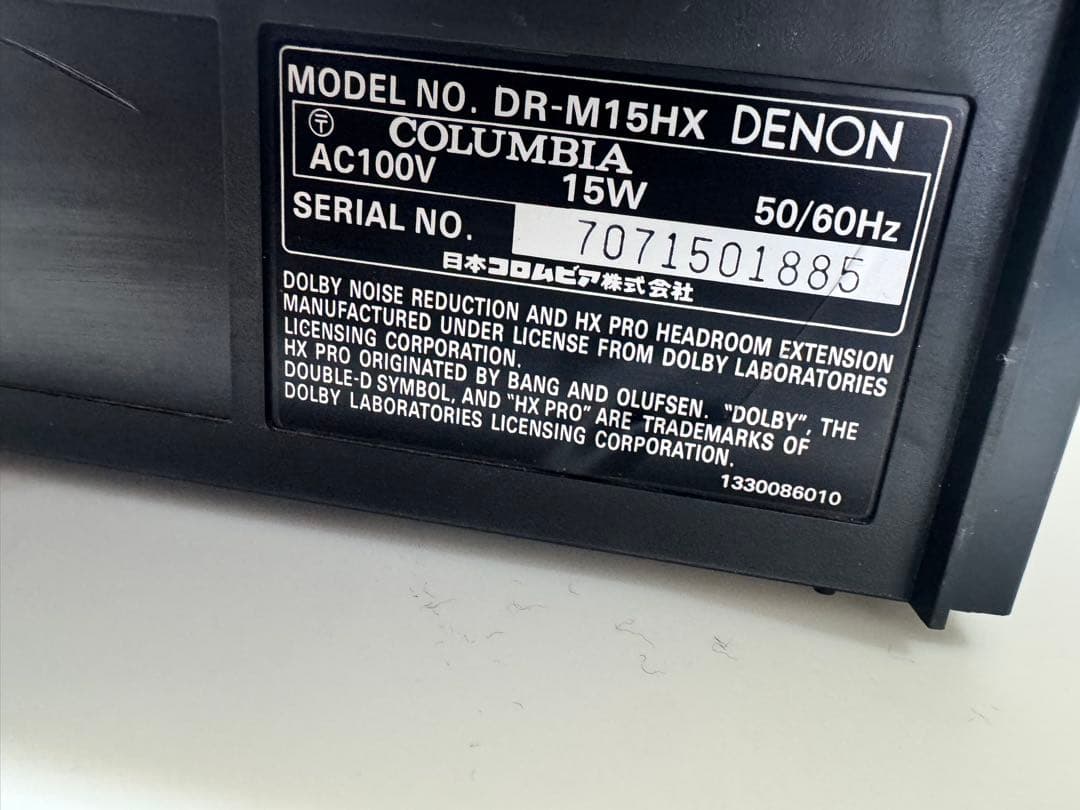 MODEL NO. DR-M15HX DENON
〒 COLUMBIA
AC100V 15W 50/60Hz
SERIAL NO. 7071501885
日本コロムビア株式会社
DOLBY NOISE REDUCTION AND HX PRO HEADROOM EXTENSION
MANUFACTURED UNDER LICENSE FROM DOLBY LABORATORIES
LICENSING CORPORATION.
HX PRO ORIGINATED BY BANG AND OLUFSEN. "DOLBY", THE
DOUBLE-D SYMBOL, AND "HX PRO" ARE TRADEMARKS OF
DOLBY LABORATORIES LICENSING CORPORATION.
1330086010